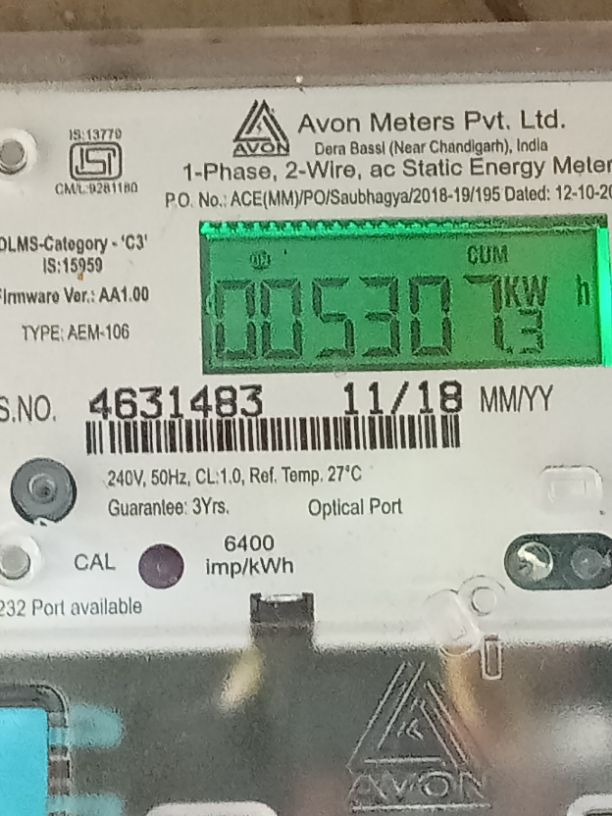 IS:13779
ISI
CM/L:9281180
AVON
Avon Meters Pvt. Ltd.
Dera Bassi (Near Chandigarh), India
1-Phase, 2-Wire, ac Static Energy Meter
P.O. No.: ACE(MM)/PO/Saubhagya/2018-19/195 Dated: 12-10-20
DLMS-Category - 'C3'
IS:15959
Firmware Ver.: AA1.00
TYPE: AEM-106
CUM
005307.3 KW h
S.NO. 4631483 11/18 MM/YY
240V, 50Hz, CL:1.0, Ref. Temp. 27°C
Guarantee: 3Yrs. Optical Port
CAL
6400
imp/kWh
232 Port available
AVON